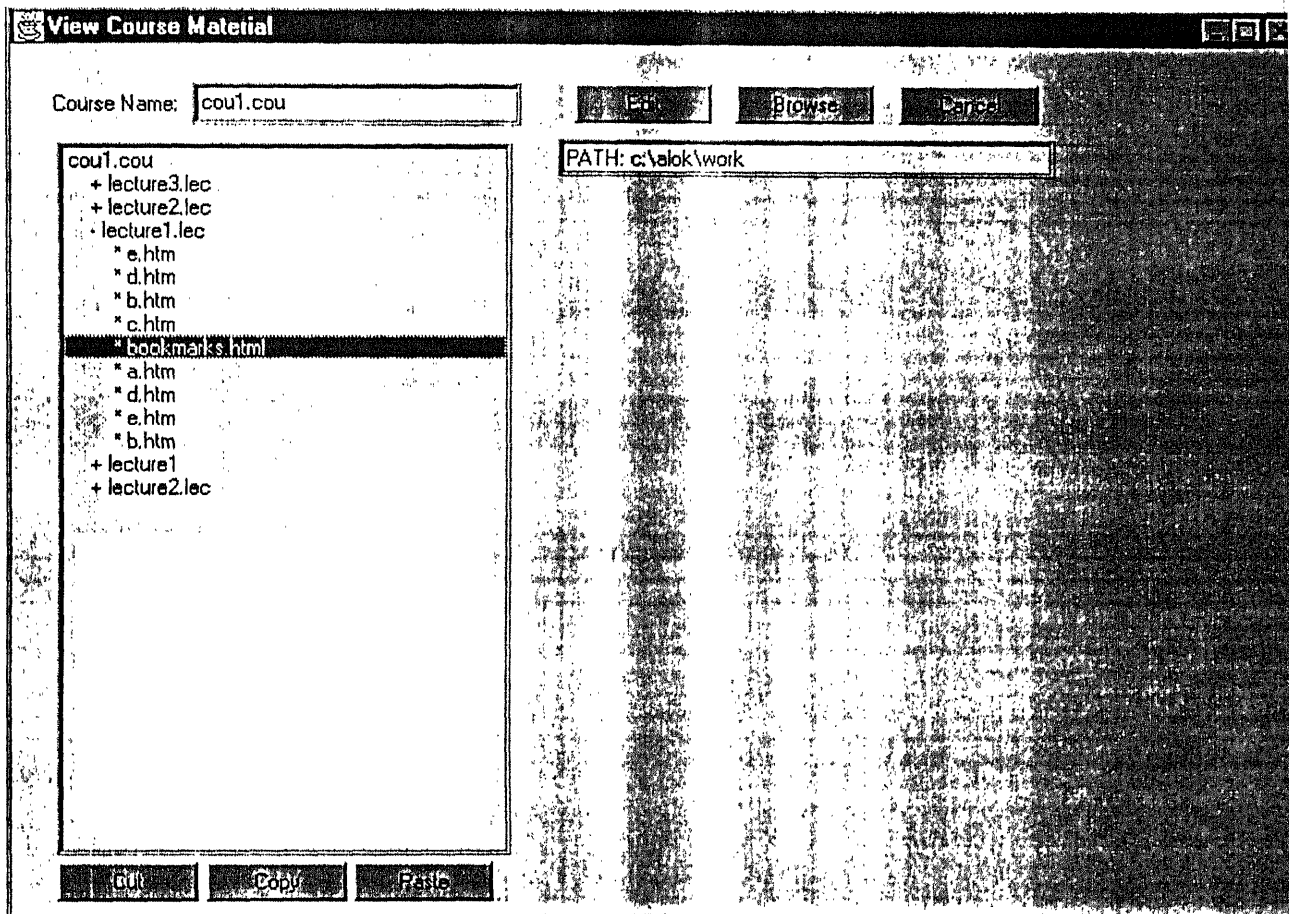 View Course Material
Course Name: cou1.cou
Edit Browse Cancel
cou1.cou
PATH: c:\alok\work
+ lecture3.lec
+ lecture2.lec
- lecture1.lec
* e.htm
* d.htm
* b.htm
* c.htm
* bookmarks.html
* a.htm
* d.htm
* e.htm
* b.htm
+ lecture1
+ lecture2.lec
Cut Copy Paste